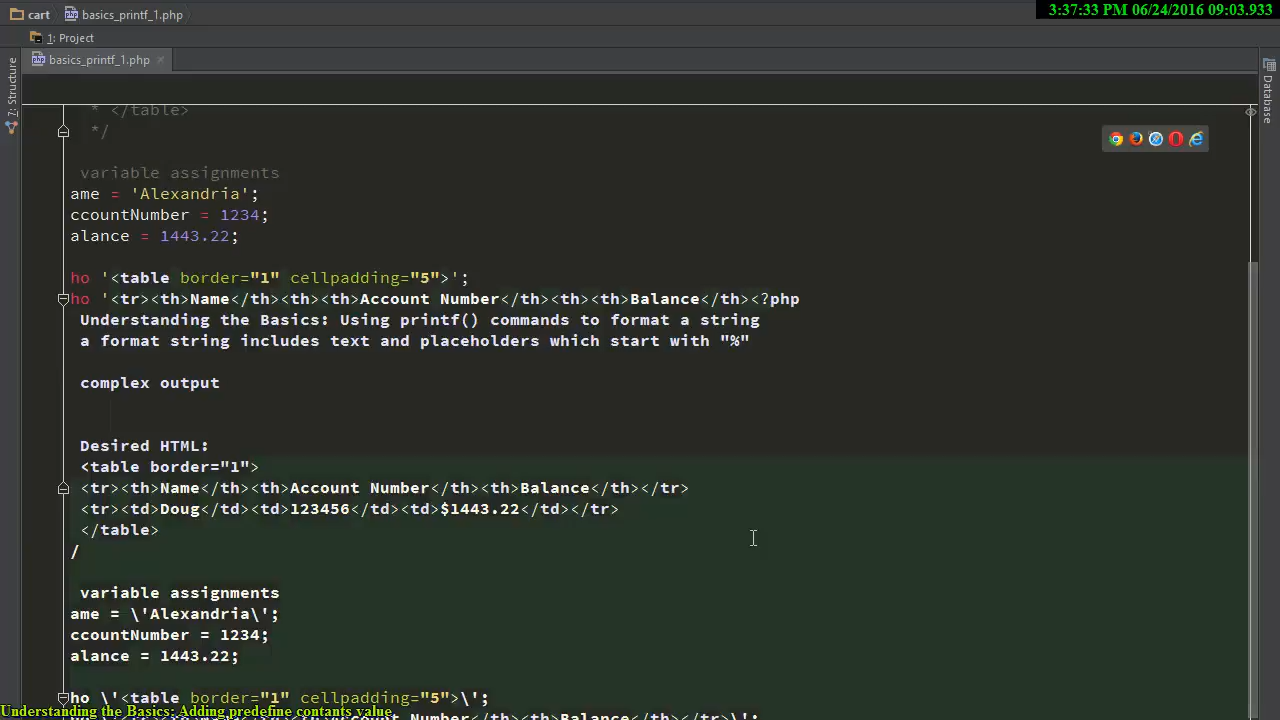 cart basics_printf_1.php
3:37:33 PM 06/24/2016 09:03.933
1: Project
basics_printf_1.php
7: Structure
Database
* </table>
*/
variable assignments
ame = 'Alexandria';
ccountNumber = 1234;
alance = 1443.22;
ho '<table border="1" cellpadding="5">';
ho '<tr><th>Name</th><th><th>Account Number</th><th><th>Balance</th><?php
Understanding the Basics: Using printf() commands to format a string
a format string includes text and placeholders which start with "%"
complex output
Desired HTML:
<table border="1">
<tr><th>Name</th><th>Account Number</th><th>Balance</th></tr>
<tr><td>Doug</td><td>123456</td><td>$1443.22</td></tr>
</table>
/
variable assignments
ame = \'Alexandria\';
ccountNumber = 1234;
alance = 1443.22;
ho \'<table border="1" cellpadding="5">\';
Understanding the Basics: Adding predefine contants value